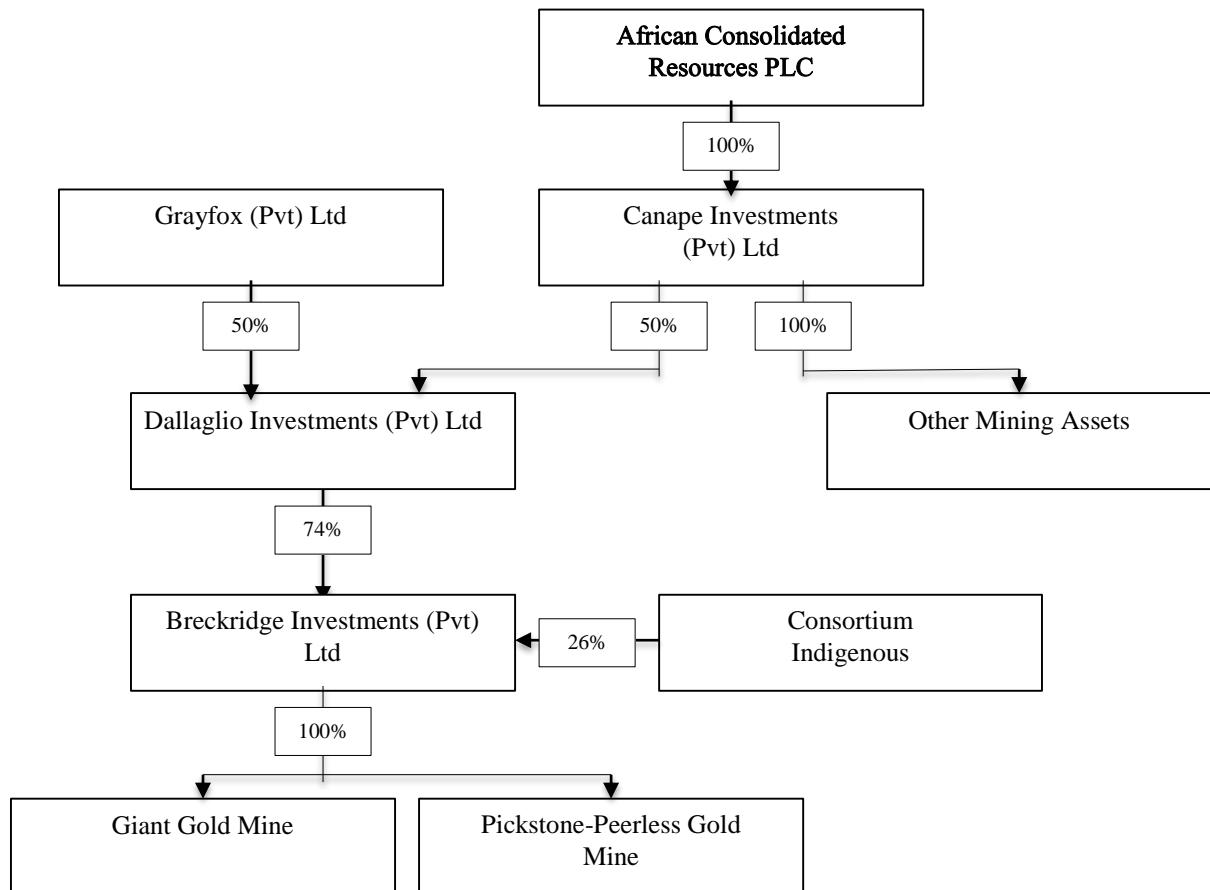 African Consolidated
Resources PLC
100%
Grayfox (Pvt) Ltd
Canape Investments
(Pvt) Ltd
50%
50%
100%
Dallaglio Investments (Pvt) Ltd
Other Mining Assets
74%
Breckridge Investments (Pvt)
Ltd
26%
Consortium
Indigenous
100%
Giant Gold Mine
Pickstone-Peerless Gold
Mine